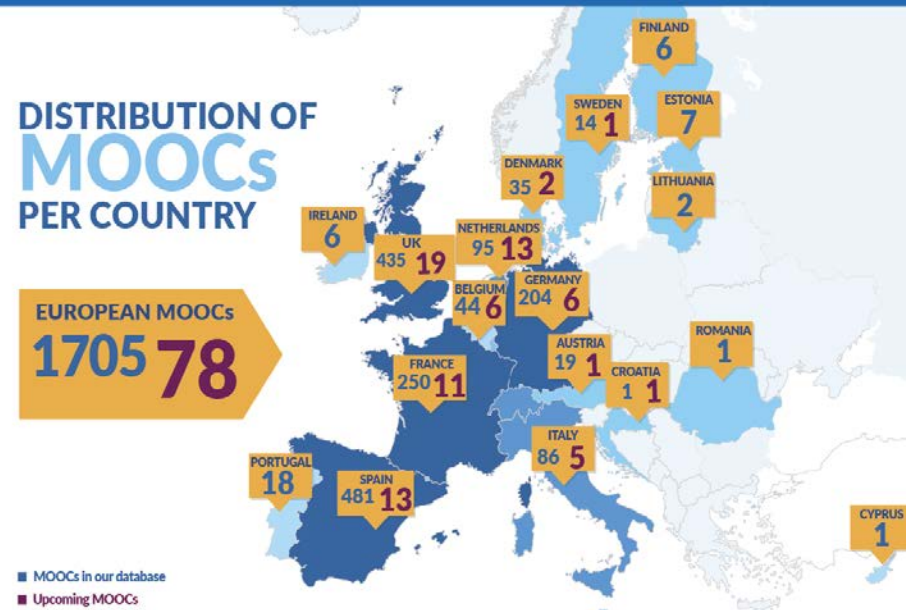 DISTRIBUTION OF
MOOCs
PER COUNTRY
EUROPEAN MOOCs
1705 78
FINLAND
6
SWEDEN
14 1
ESTONIA
7
DENMARK
35 2
LITHUANIA
2
IRELAND
6
UK
435 19
NETHERLANDS
95 13
BELGIUM
44 6
GERMANY
204 6
FRANCE
250 11
AUSTRIA
19 1
CROATIA
1 1
ROMANIA
1
ITALY
86 5
PORTUGAL
18
SPAIN
481 13
CYPRUS
1
MOOCs in our database
Upcoming MOOCs